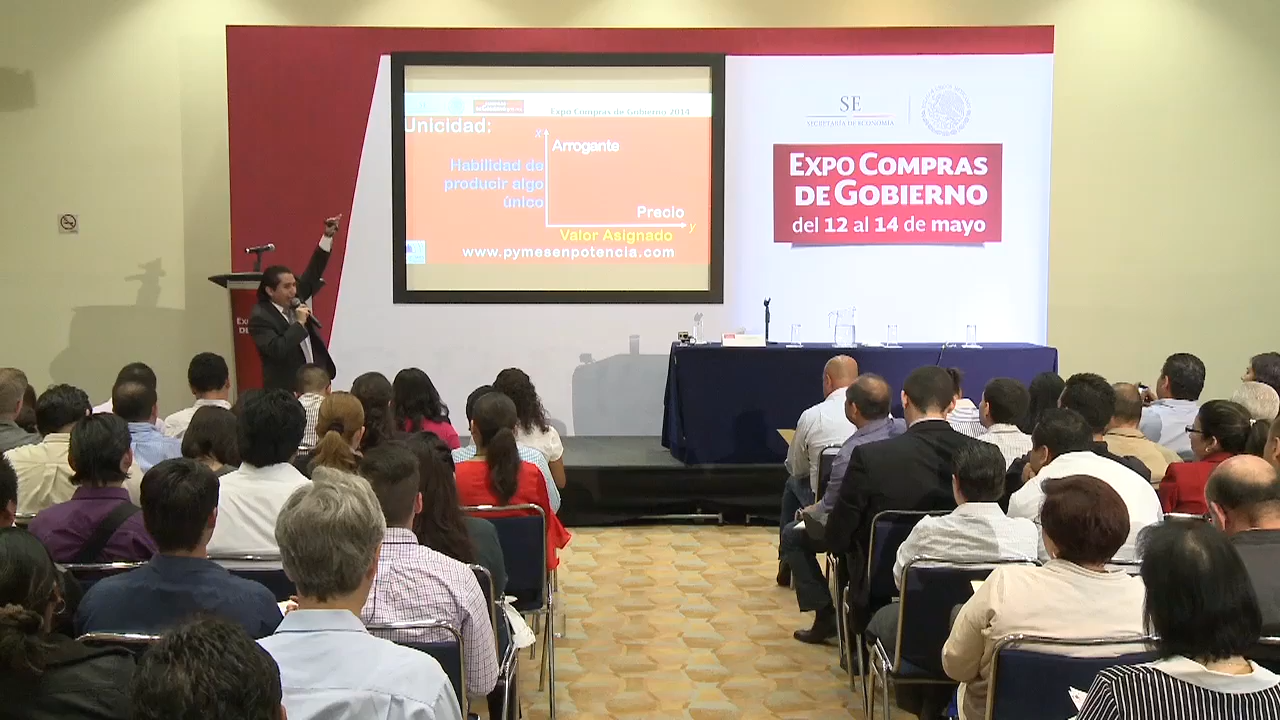 Expo Compras de Gobierno 2014
Unicidad:
x
Arrogante
Habilidad de
producir algo
único
Precio
y
Valor Asignado
www.pymesenpotencia.com
SE
SECRETARÍA DE ECONOMÍA
EXPO COMPRAS
DE GOBIERNO
del 12 al 14 de mayo